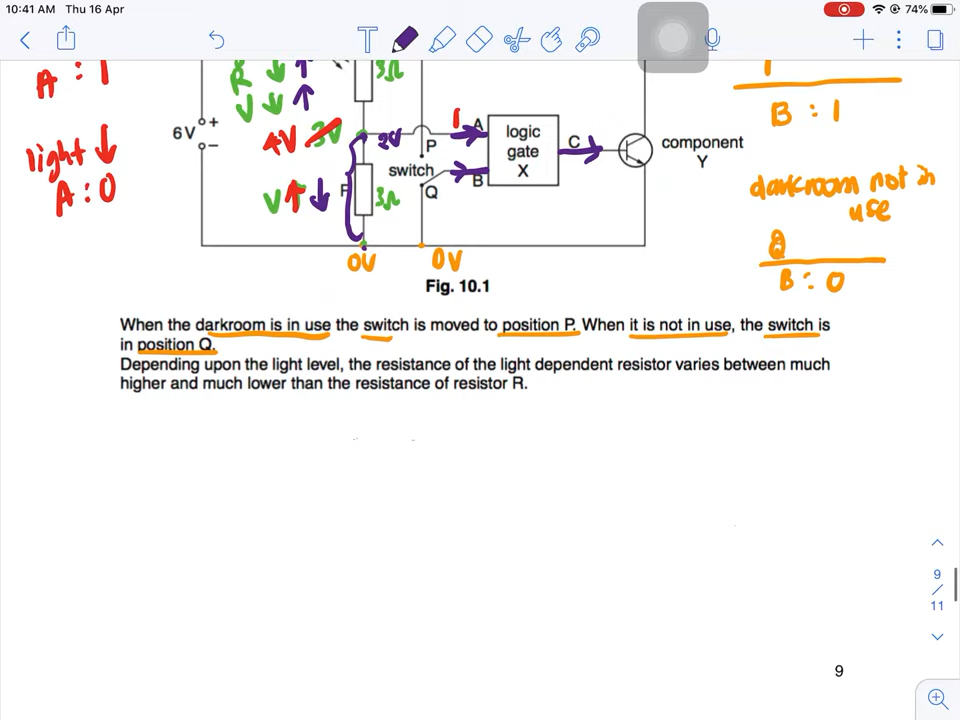 10:41 AM Thu 16 Apr
74%
T
A : 1
R ↓ ↑
3Ω
V ↓ ↑
B : 1
6V
+
−
4V 3V 2V
1
A
P
logic
gate
X
C
component
Y
light ↓
A : 0
switch
B
Q
V ↑ ↓
3Ω
darkroom not in
use
Q
B : 0
0V
0V
Fig. 10.1
When the darkroom is in use the switch is moved to position P. When it is not in use, the switch is
in position Q.
Depending upon the light level, the resistance of the light dependent resistor varies between much
higher and much lower than the resistance of resistor R.
9
/
11
9